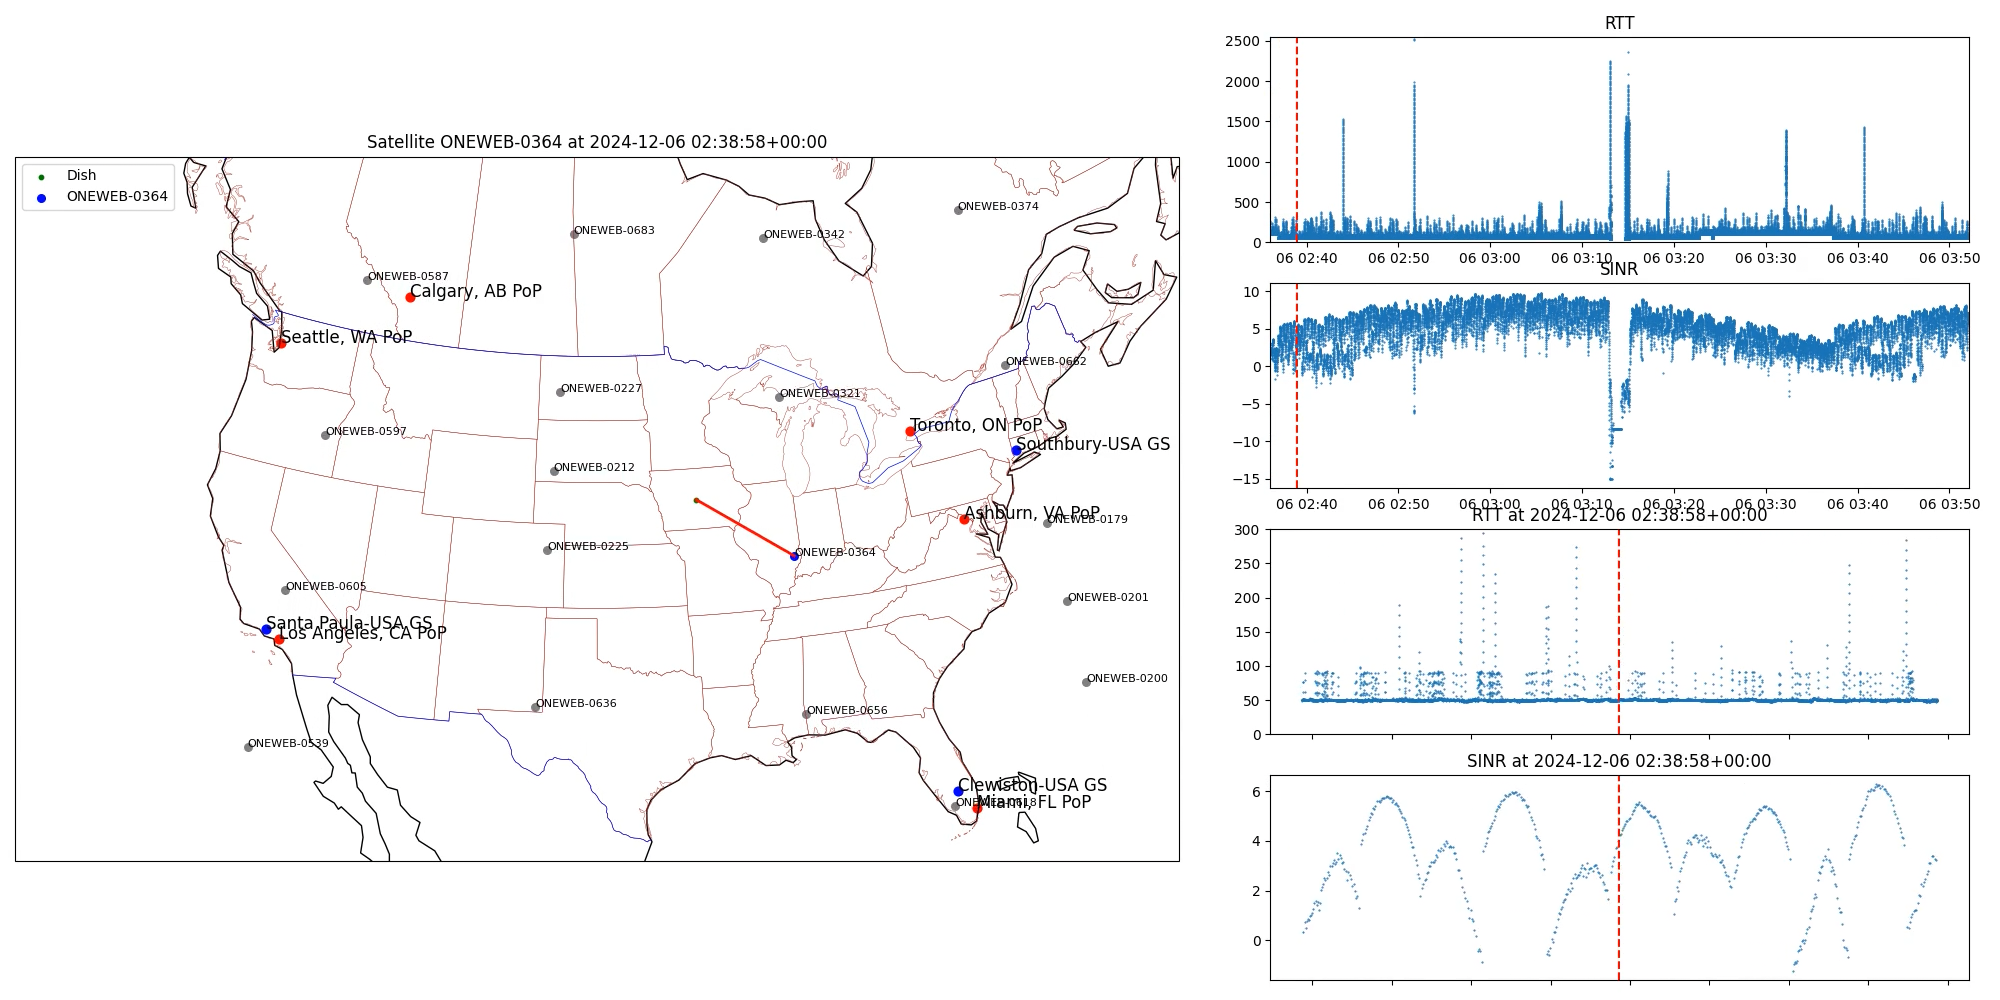 Satellite ONEWEB-0364 at 2024-12-06 02:38:58+00:00
Dish
ONEWEB-0364
ONEWEB-0374
ONEWEB-0683
ONEWEB-0342
ONEWEB-0587
Calgary, AB PoP
Seattle, WA PoP
ONEWEB-0662
ONEWEB-0227
ONEWEB-0321
Toronto, ON PoP
ONEWEB-0597
Southbury-USA GS
ONEWEB-0212
Ashburn, VA PoP
ONEWEB-0179
ONEWEB-0225
ONEWEB-0364
ONEWEB-0605
ONEWEB-0201
Santa Paula-USA GS
Los Angeles, CA PoP
ONEWEB-0200
ONEWEB-0636
ONEWEB-0656
ONEWEB-0539
Clewiston-USA GS
ONEWEB-0618
Miami, FL PoP
RTT
2500
2000
1500
1000
500
0
06 02:40 06 02:50 06 03:00 06 03:10 06 03:20 06 03:30 06 03:40 06 03:50
SINR
10
5
0
−5
−10
−15
06 02:40 06 02:50 06 03:00 06 03:10 06 03:20 06 03:30 06 03:40 06 03:50
RTT at 2024-12-06 02:38:58+00:00
300
250
200
150
100
50
0
SINR at 2024-12-06 02:38:58+00:00
6
4
2
0